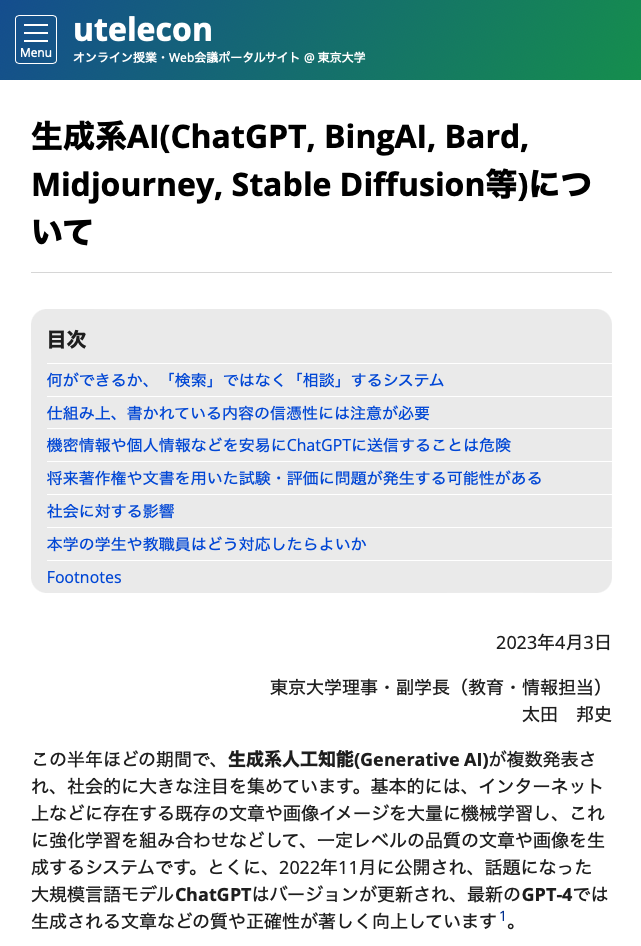 utelecon
Menu
オンライン授業・Web会議ポータルサイト @ 東京大学
生成系AI(ChatGPT, BingAI, Bard,
Midjourney, Stable Diffusion等)につ
いて
目次
何ができるか、「検索」ではなく「相談」するシステム
仕組み上、書かれている内容の信憑性には注意が必要
機密情報や個人情報などを安易にChatGPTに送信することは危険
将来著作権や文書を用いた試験・評価に問題が発生する可能性がある
社会に対する影響
本学の学生や教職員はどう対応したらよいか
Footnotes
2023年4月3日
東京大学理事・副学長（教育・情報担当）
太田　邦史
この半年ほどの期間で、生成系人工知能(Generative AI)が複数発表さ
れ、社会的に大きな注目を集めています。基本的には、インターネット
上などに存在する既存の文章や画像イメージを大量に機械学習し、これ
に強化学習を組み合わせなどして、一定レベルの品質の文章や画像を生
成するシステムです。とくに、2022年11月に公開され、話題になった
大規模言語モデルChatGPTはバージョンが更新され、最新のGPT-4では
生成される文章などの質や正確性が著しく向上しています1。